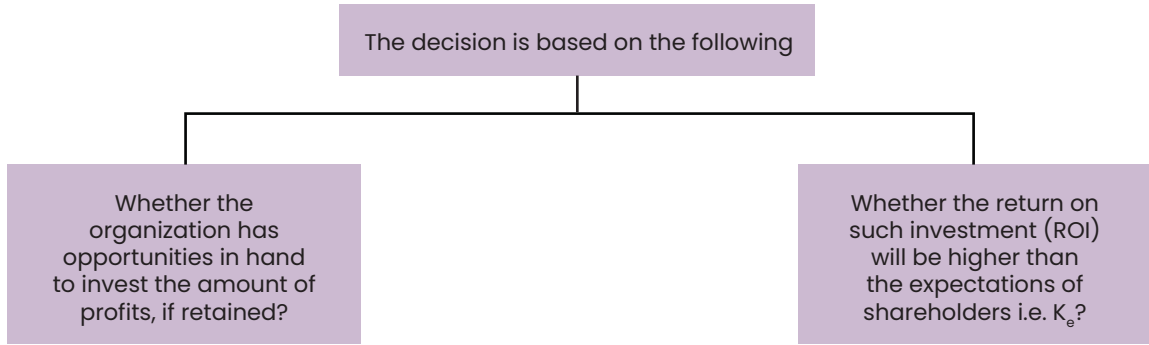 The decision is based on the following
Whether the
organization has
opportunities in hand
to invest the amount of
profits, if retained?
Whether the return on
such investment (ROI)
will be higher than
the expectations of
shareholders i.e. Kₑ?